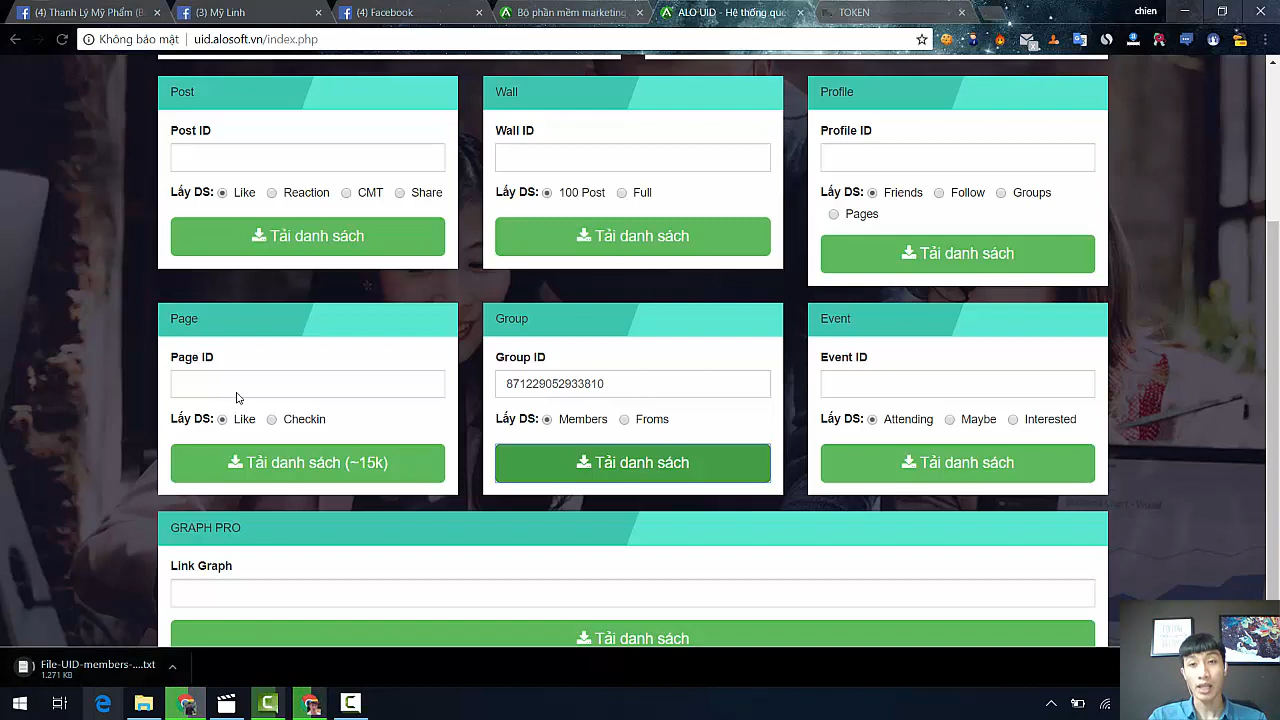 (4) Thanh Lý Mỹ Phẩm (B
(3) Mỹ Linh
(4) Facebook
Bộ phần mềm marketing
ALO UID - Hệ thống qué
TOKEN
chien
Không bảo mật
uid.alosoft.vn/index.php
Post
Wall
Profile
Post ID
Wall ID
Profile ID
Lấy DS: Like Reaction CMT Share
Lấy DS: 100 Post Full
Lấy DS: Friends Follow Groups
Pages
Tải danh sách
Tải danh sách
Tải danh sách
Page
Group
Event
Page ID
Group ID
Event ID
871229052933810
Lấy DS: Like Checkin
Lấy DS: Members Froms
Lấy DS: Attending Maybe Interested
Tải danh sách (~15k)
Tải danh sách
Tải danh sách
GRAPH PRO
Link Graph
Tải danh sách
File-UID-members-....txt
1.271 KB